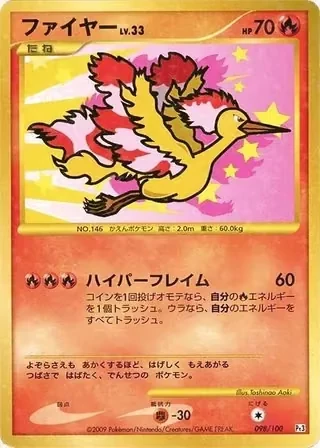 ファイヤー LV.33 HP 70
たね
NO.146 かえんポケモン 高さ：2.0m 重さ：60.0kg
ハイパーフレイム 60
コインを1回投げオモテなら、自分の🔥エネルギー
を1個トラッシュ。ウラなら、自分のエネルギーを
すべてトラッシュ。
よぞらさえも あかくするほど、はげしく もえあがる
つばさで はばたく、でんせつの ポケモン。
Illus. Toshinao Aoki
弱点 抵抗力 -30 にげる
©2009 Pokémon/Nintendo/Creatures/GAME FREAK. 098/100 Pt3